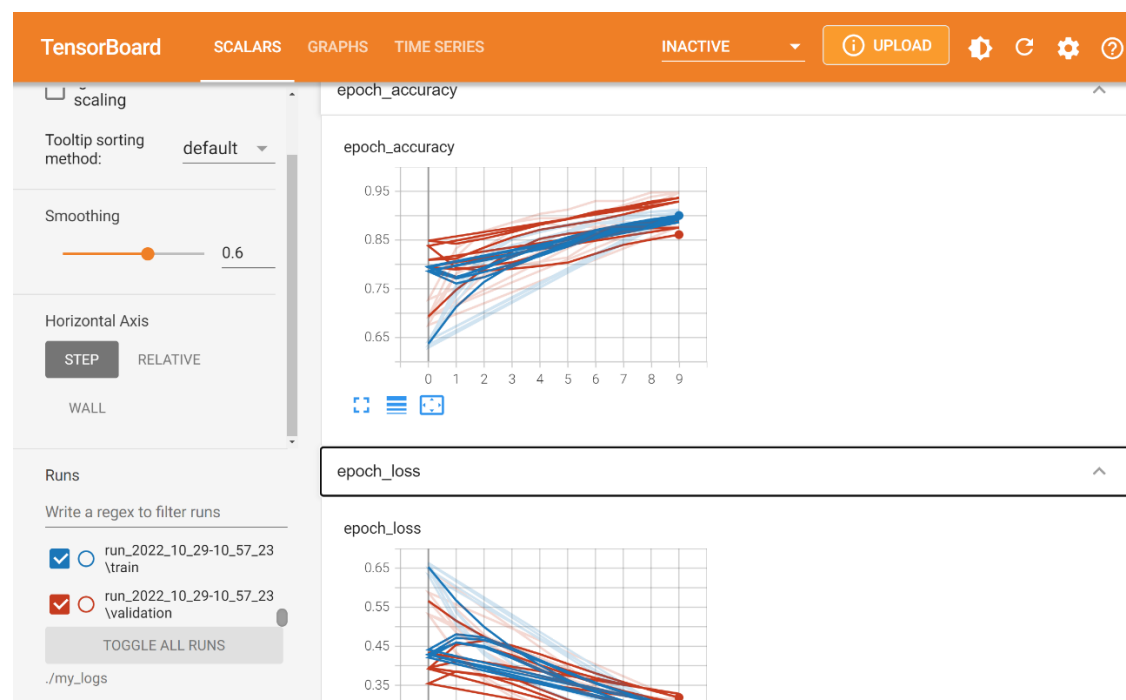 TensorBoard SCALARS GRAPHS TIME SERIES INACTIVE UPLOAD
scaling
Tooltip sorting
method:
default
Smoothing
0.6
Horizontal Axis
STEP RELATIVE
WALL
Runs
Write a regex to filter runs
run_2022_10_29-10_57_23
\train
run_2022_10_29-10_57_23
\validation
TOGGLE ALL RUNS
./my_logs
epoch_accuracy
epoch_accuracy
0.95
0.85
0.75
0.65
0 1 2 3 4 5 6 7 8 9
epoch_loss
epoch_loss
0.65
0.55
0.45
0.35